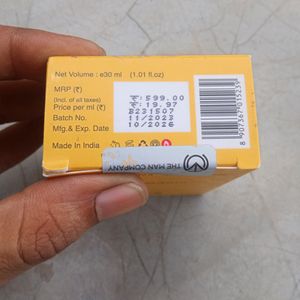 Net Volume : e30 ml (1.01 fl.oz)
MRP (₹) ₹: 599.00
(Incl. of all taxes)
Price per ml (₹) ₹: 19.97
Batch No. B231507
Mfg.& Exp. Date 11/2023
10/2026
Made In India
THE MAN COMPANY
8907367015239